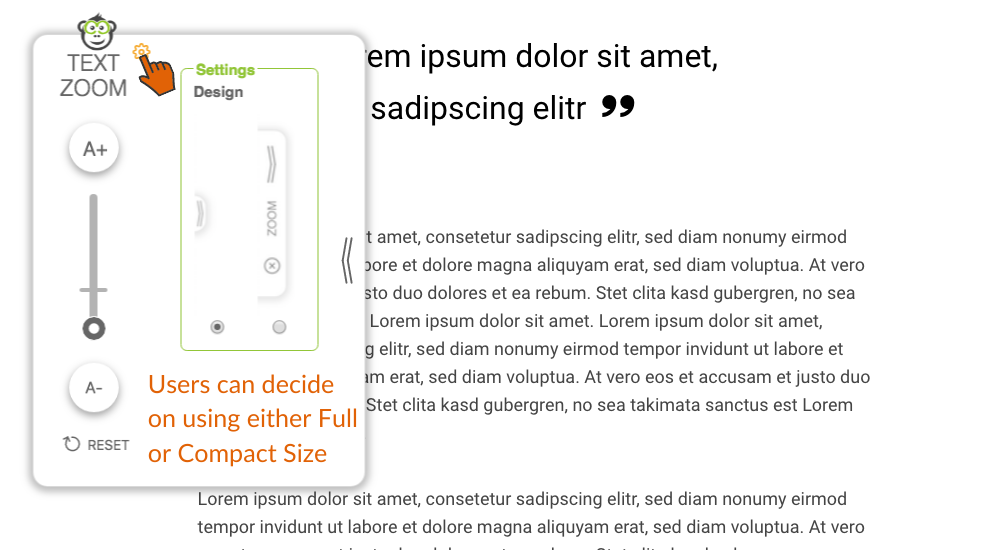 TEXT
ZOOM
A+
A-
RESET
Settings
Design
ZOOM
Users can decide
on using either Full
or Compact Size
rem ipsum dolor sit amet,
sadipscing elitr ”
t amet, consetetur sadipscing elitr, sed diam nonumy eirmod
bore et dolore magna aliquyam erat, sed diam voluptua. At vero
sto duo dolores et ea rebum. Stet clita kasd gubergren, no sea
Lorem ipsum dolor sit amet. Lorem ipsum dolor sit amet,
g elitr, sed diam nonumy eirmod tempor invidunt ut labore et
am erat, sed diam voluptua. At vero eos et accusam et justo duo
Stet clita kasd gubergren, no sea takimata sanctus est Lorem
Lorem ipsum dolor sit amet, consetetur sadipscing elitr, sed diam nonumy eirmod
tempor invidunt ut labore et dolore magna aliquyam erat, sed diam voluptua. At vero